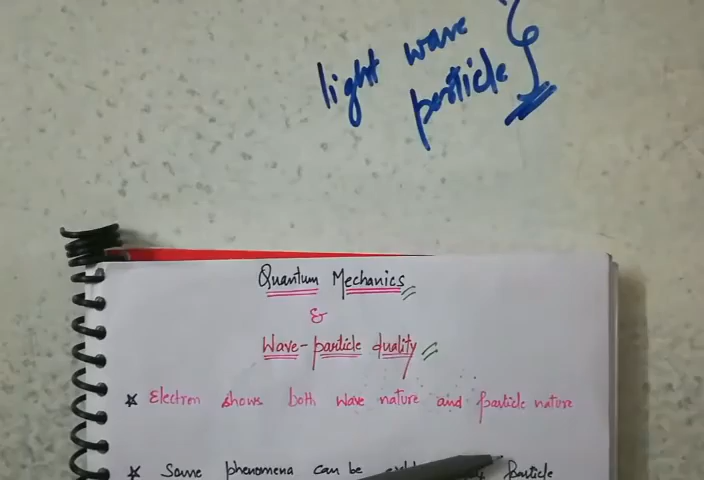 light wave
particle
Quantum Mechanics
&
Wave-particle duality
* Electron shows both wave nature and particle nature
* Some phenomena can be particle